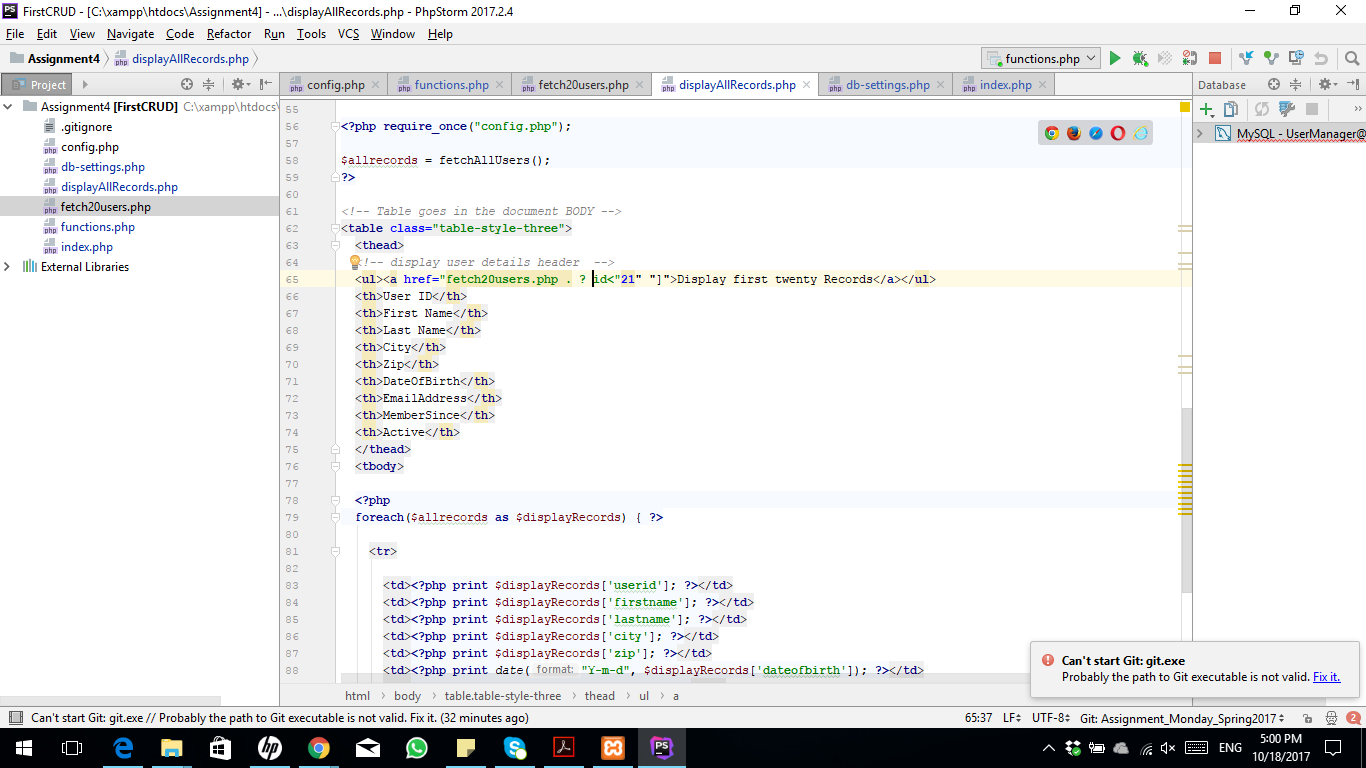 FirstCRUD - [C:\xampp\htdocs\Assignment4] - ...\displayAllRecords.php - PhpStorm 2017.2.4
File Edit View Navigate Code Refactor Run Tools VCS Window Help
Assignment4 displayAllRecords.php functions.php
Project config.php functions.php fetch20users.php displayAllRecords.php db-settings.php index.php Database
Assignment4 [FirstCRUD] C:\xampp\htdocs\
.gitignore
config.php
db-settings.php
displayAllRecords.php
fetch20users.php
functions.php
index.php
External Libraries
MySQL - UserManager@
55
56 <?php require_once("config.php");
57
58 $allrecords = fetchAllUsers();
59 ?>
60
61 <!-- Table goes in the document BODY -->
62 <table class="table-style-three">
63 <thead>
64 <!-- display user details header -->
65 <ul><a href="fetch20users.php . ? id<"21" "]">Display first twenty Records</a></ul>
66 <th>User ID</th>
67 <th>First Name</th>
68 <th>Last Name</th>
69 <th>City</th>
70 <th>Zip</th>
71 <th>DateOfBirth</th>
72 <th>EmailAddress</th>
73 <th>MemberSince</th>
74 <th>Active</th>
75 </thead>
76 <tbody>
77
78 <?php
79 foreach($allrecords as $displayRecords) { ?>
80
81 <tr>
82
83 <td><?php print $displayRecords['userid']; ?></td>
84 <td><?php print $displayRecords['firstname']; ?></td>
85 <td><?php print $displayRecords['lastname']; ?></td>
86 <td><?php print $displayRecords['city']; ?></td>
87 <td><?php print $displayRecords['zip']; ?></td>
88 <td><?php print date( format: "Y-m-d", $displayRecords['dateofbirth']); ?></td>
html body table.table-style-three thead ul a
Can't start Git: git.exe
Probably the path to Git executable is not valid. Fix it.
Can't start Git: git.exe // Probably the path to Git executable is not valid. Fix it. (32 minutes ago) 65:37 LF UTF-8 Git: Assignment_Monday_Spring2017 2
ENG 5:00 PM
10/18/2017